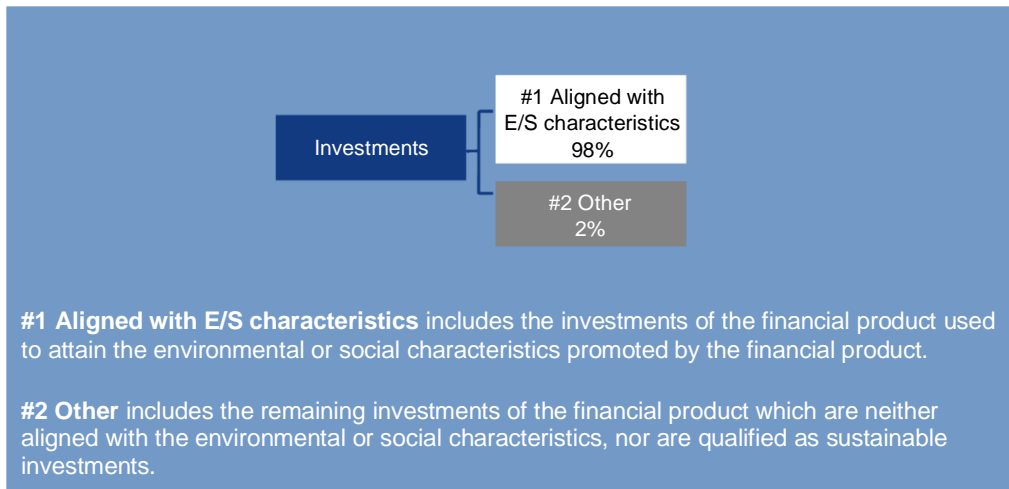 #1 Aligned with
E/S characteristics
98%
Investments
#2 Other
2%
#1 Aligned with E/S characteristics includes the investments of the financial product used
to attain the environmental or social characteristics promoted by the financial product.
#2 Other includes the remaining investments of the financial product which are neither
aligned with the environmental or social characteristics, nor are qualified as sustainable
investments.